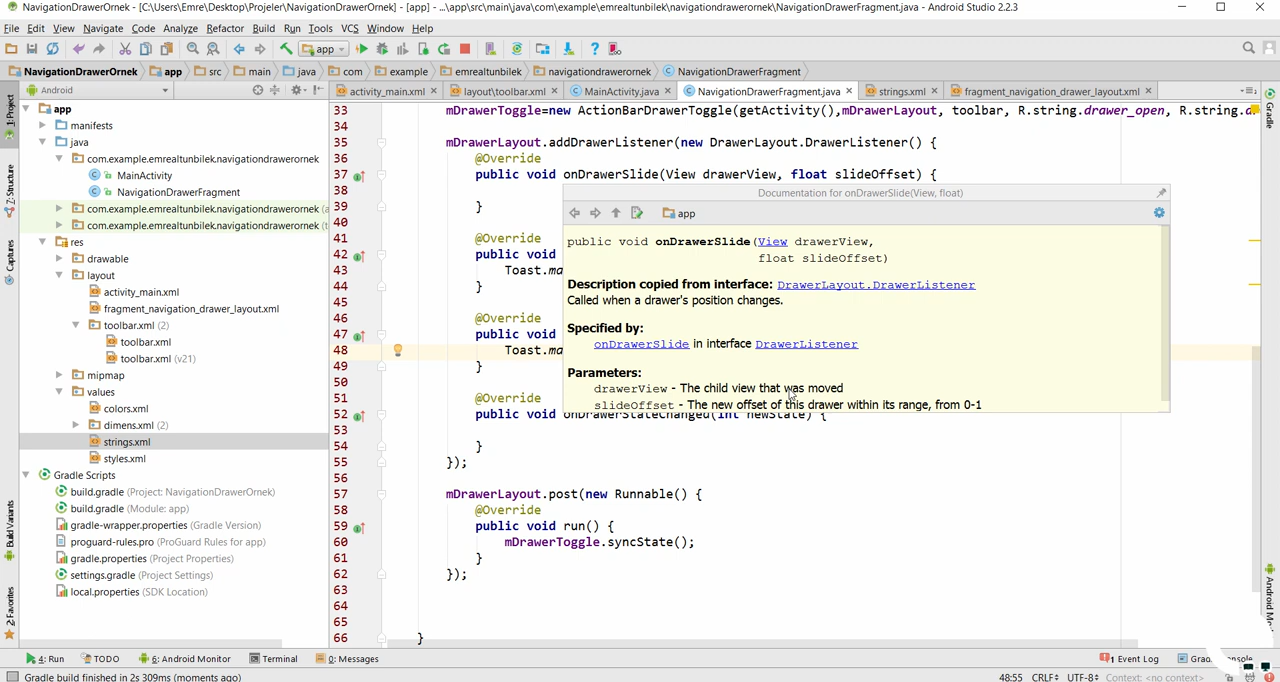 NavigationDrawerOrnek - [C:\Users\Emre\Desktop\Projeler\NavigationDrawerOrnek] - [app] - ...\app\src\main\java\com\example\emrealtunbilek\navigationdrawerornek\NavigationDrawerFragment.java - Android Studio 2.2.3
File Edit View Navigate Code Analyze Refactor Build Run Tools VCS Window Help
app
NavigationDrawerOrnek app src main java com example emrealtunbilek navigationdrawerornek NavigationDrawerFragment
Android
activity_main.xml layout\toolbar.xml MainActivity.java NavigationDrawerFragment.java strings.xml fragment_navigation_drawer_layout.xml
1: Project
Z: Structure
Captures
Build Variants
2: Favorites
app
manifests
java
com.example.emrealtunbilek.navigationdrawerornek
MainActivity
NavigationDrawerFragment
com.example.emrealtunbilek.navigationdrawerornek (a
com.example.emrealtunbilek.navigationdrawerornek (t
res
drawable
layout
activity_main.xml
fragment_navigation_drawer_layout.xml
toolbar.xml (2)
toolbar.xml
toolbar.xml (v21)
mipmap
values
colors.xml
dimens.xml (2)
strings.xml
styles.xml
Gradle Scripts
build.gradle (Project: NavigationDrawerOrnek)
build.gradle (Module: app)
gradle-wrapper.properties (Gradle Version)
proguard-rules.pro (ProGuard Rules for app)
gradle.properties (Project Properties)
settings.gradle (Project Settings)
local.properties (SDK Location)
33 mDrawerToggle=new ActionBarDrawerToggle(getActivity(),mDrawerLayout, toolbar, R.string.drawer_open, R.string.d
34
35 mDrawerLayout.addDrawerListener(new DrawerLayout.DrawerListener() {
36 @Override
37 public void onDrawerSlide(View drawerView, float slideOffset) {
38
39 }
40
41 @Override
42 public void
43 Toast.ma
44 }
45
46 @Override
47 public void
48 Toast.ma
49 }
50
51 @Override
52 public void onDrawerStateChanged(int newState) {
53
54 }
55 });
56
57 mDrawerLayout.post(new Runnable() {
58 @Override
59 public void run() {
60 mDrawerToggle.syncState();
61 }
62 });
63
64
65
66 }
Documentation for onDrawerSlide(View, float)
app
public void onDrawerSlide(View drawerView,
float slideOffset)
Description copied from interface: DrawerLayout.DrawerListener
Called when a drawer's position changes.
Specified by:
onDrawerSlide in interface DrawerListener
Parameters:
drawerView - The child view that was moved
slideOffset - The new offset of this drawer within its range, from 0-1
Gradle
4: Run TODO 6: Android Monitor Terminal 0: Messages 1 Event Log
Gradle build finished in 2s 309ms (moments ago) 48:55 CRLF UTF-8 Context: <no context>